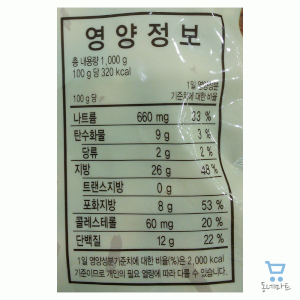 영양정보
총 내용량 1,000 g
100 g 당 320 kcal
100 g 당
1일 영양성분
기준치에 대한 비율
나트륨 660 mg 33 %
탄수화물 9 g 3 %
당류 2 g 2 %
지방 26 g 48 %
트랜스지방 0 g
포화지방 8 g 53 %
콜레스테롤 60 mg 20 %
단백질 12 g 22 %
1일 영양성분기준치에 대한 비율(%)은 2,000 kcal
기준이므로 개인의 필요 열량에 따라 다를 수 있습니다.
도매마트